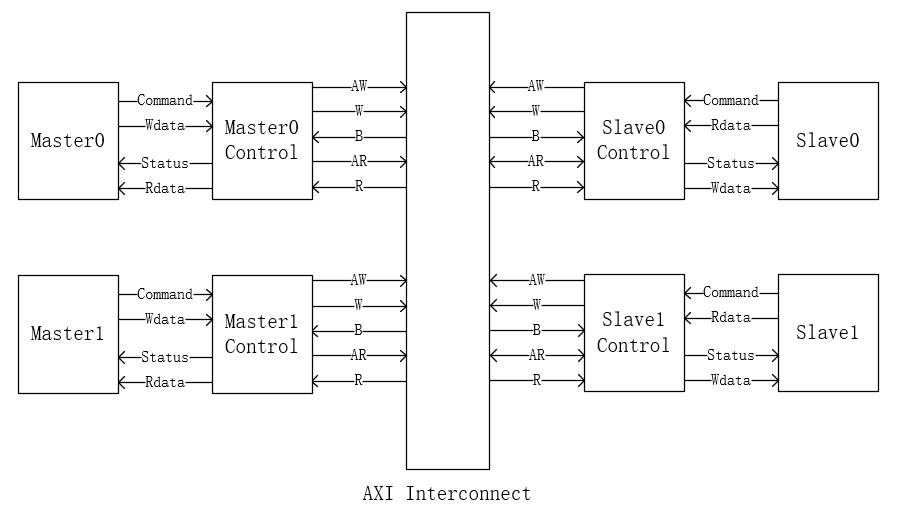 AW
AW
Command
W
W
Command
Wdata
Master0
Slave0
Rdata
Master0
Control
B
B
Control
Slave0
Status
AR
AR
Status
Rdata
R
R
Wdata
AW
AW
Command
W
W
Command
Wdata
Master1
Slave1
Rdata
Master1
Control
B
B
Control
Slave1
Status
AR
AR
Status
Rdata
R
R
Wdata
AXI Interconnect